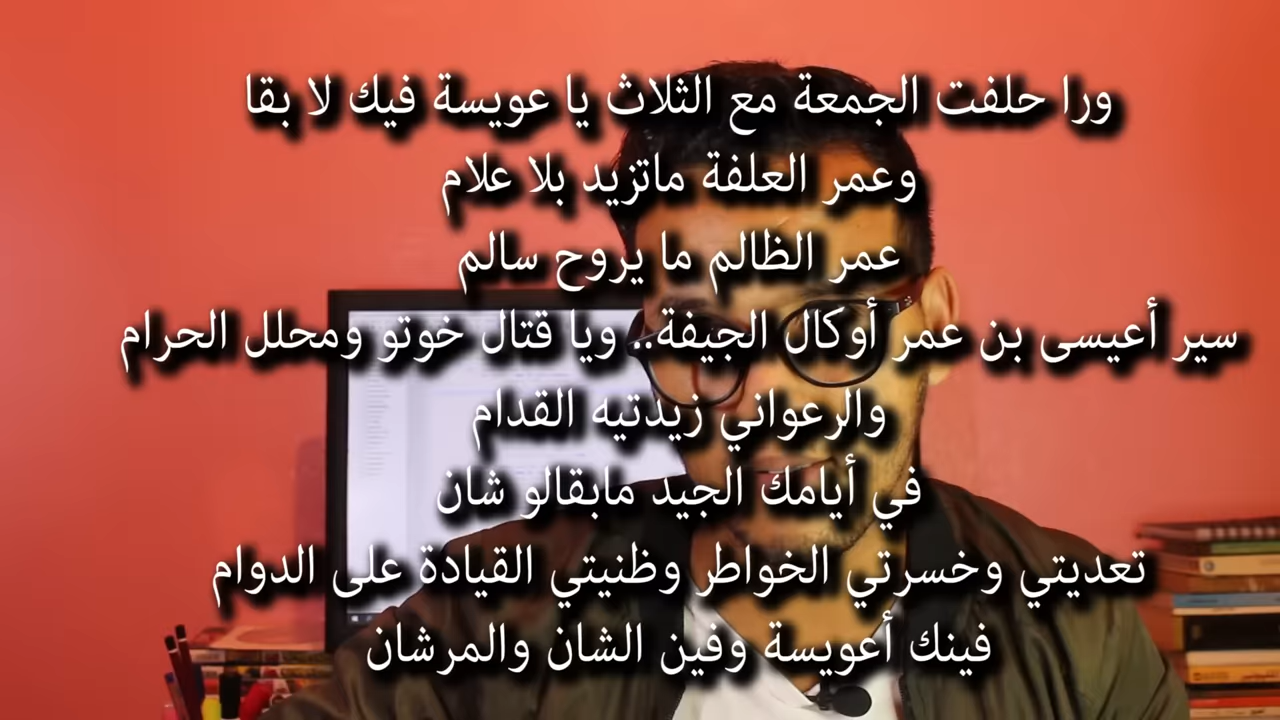 ورا حلفت الجمعة مع الثلاث يا عويسة فيك لا بقا
وعمر العلفة ماتزيد بلا علام
عمر الظالم ما يروح سالم
سير أعيسى بن عمر أوكال الجيفة.. ويا قتال خوتو ومحلل الحرام
والرعواني زيدتيه القدام
في أيامك الجيد مابقالو شان
تعديتي وخسرتي الخواطر وظنيتي القيادة على الدوام
فينك أعويسة وفين الشان والمرشان